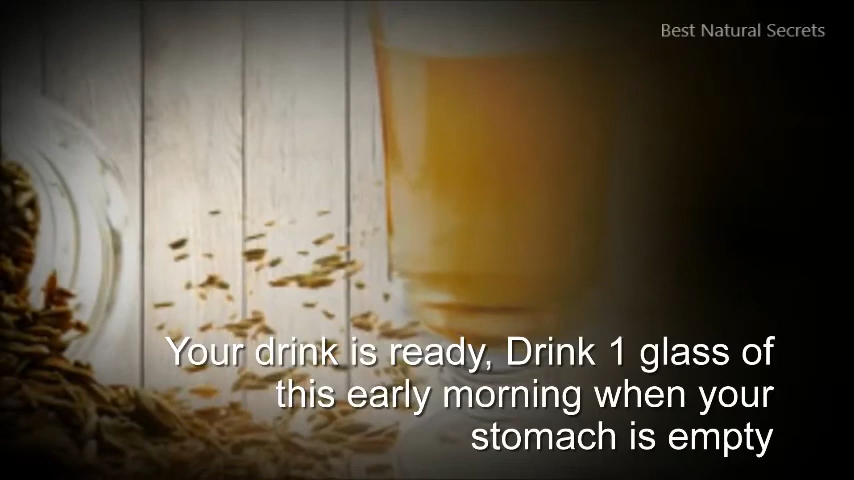 Best Natural Secrets
Your drink is ready, Drink 1 glass of
this early morning when your
stomach is empty